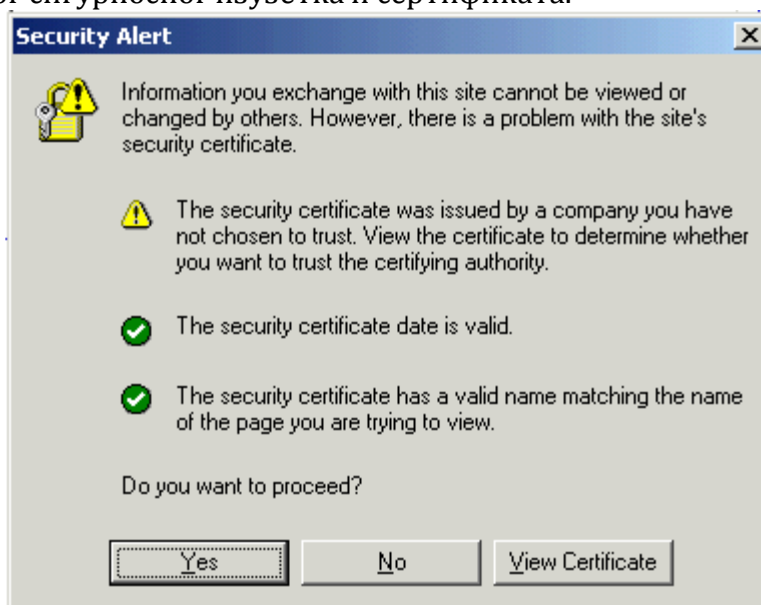 сигурносног изузетка и сертификата.
Security Alert
Information you exchange with this site cannot be viewed or
changed by others. However, there is a problem with the site's
security certificate.
The security certificate was issued by a company you have
not chosen to trust. View the certificate to determine whether
you want to trust the certifying authority.
The security certificate date is valid.
The security certificate has a valid name matching the name
of the page you are trying to view.
Do you want to proceed?
Yes No View Certificate